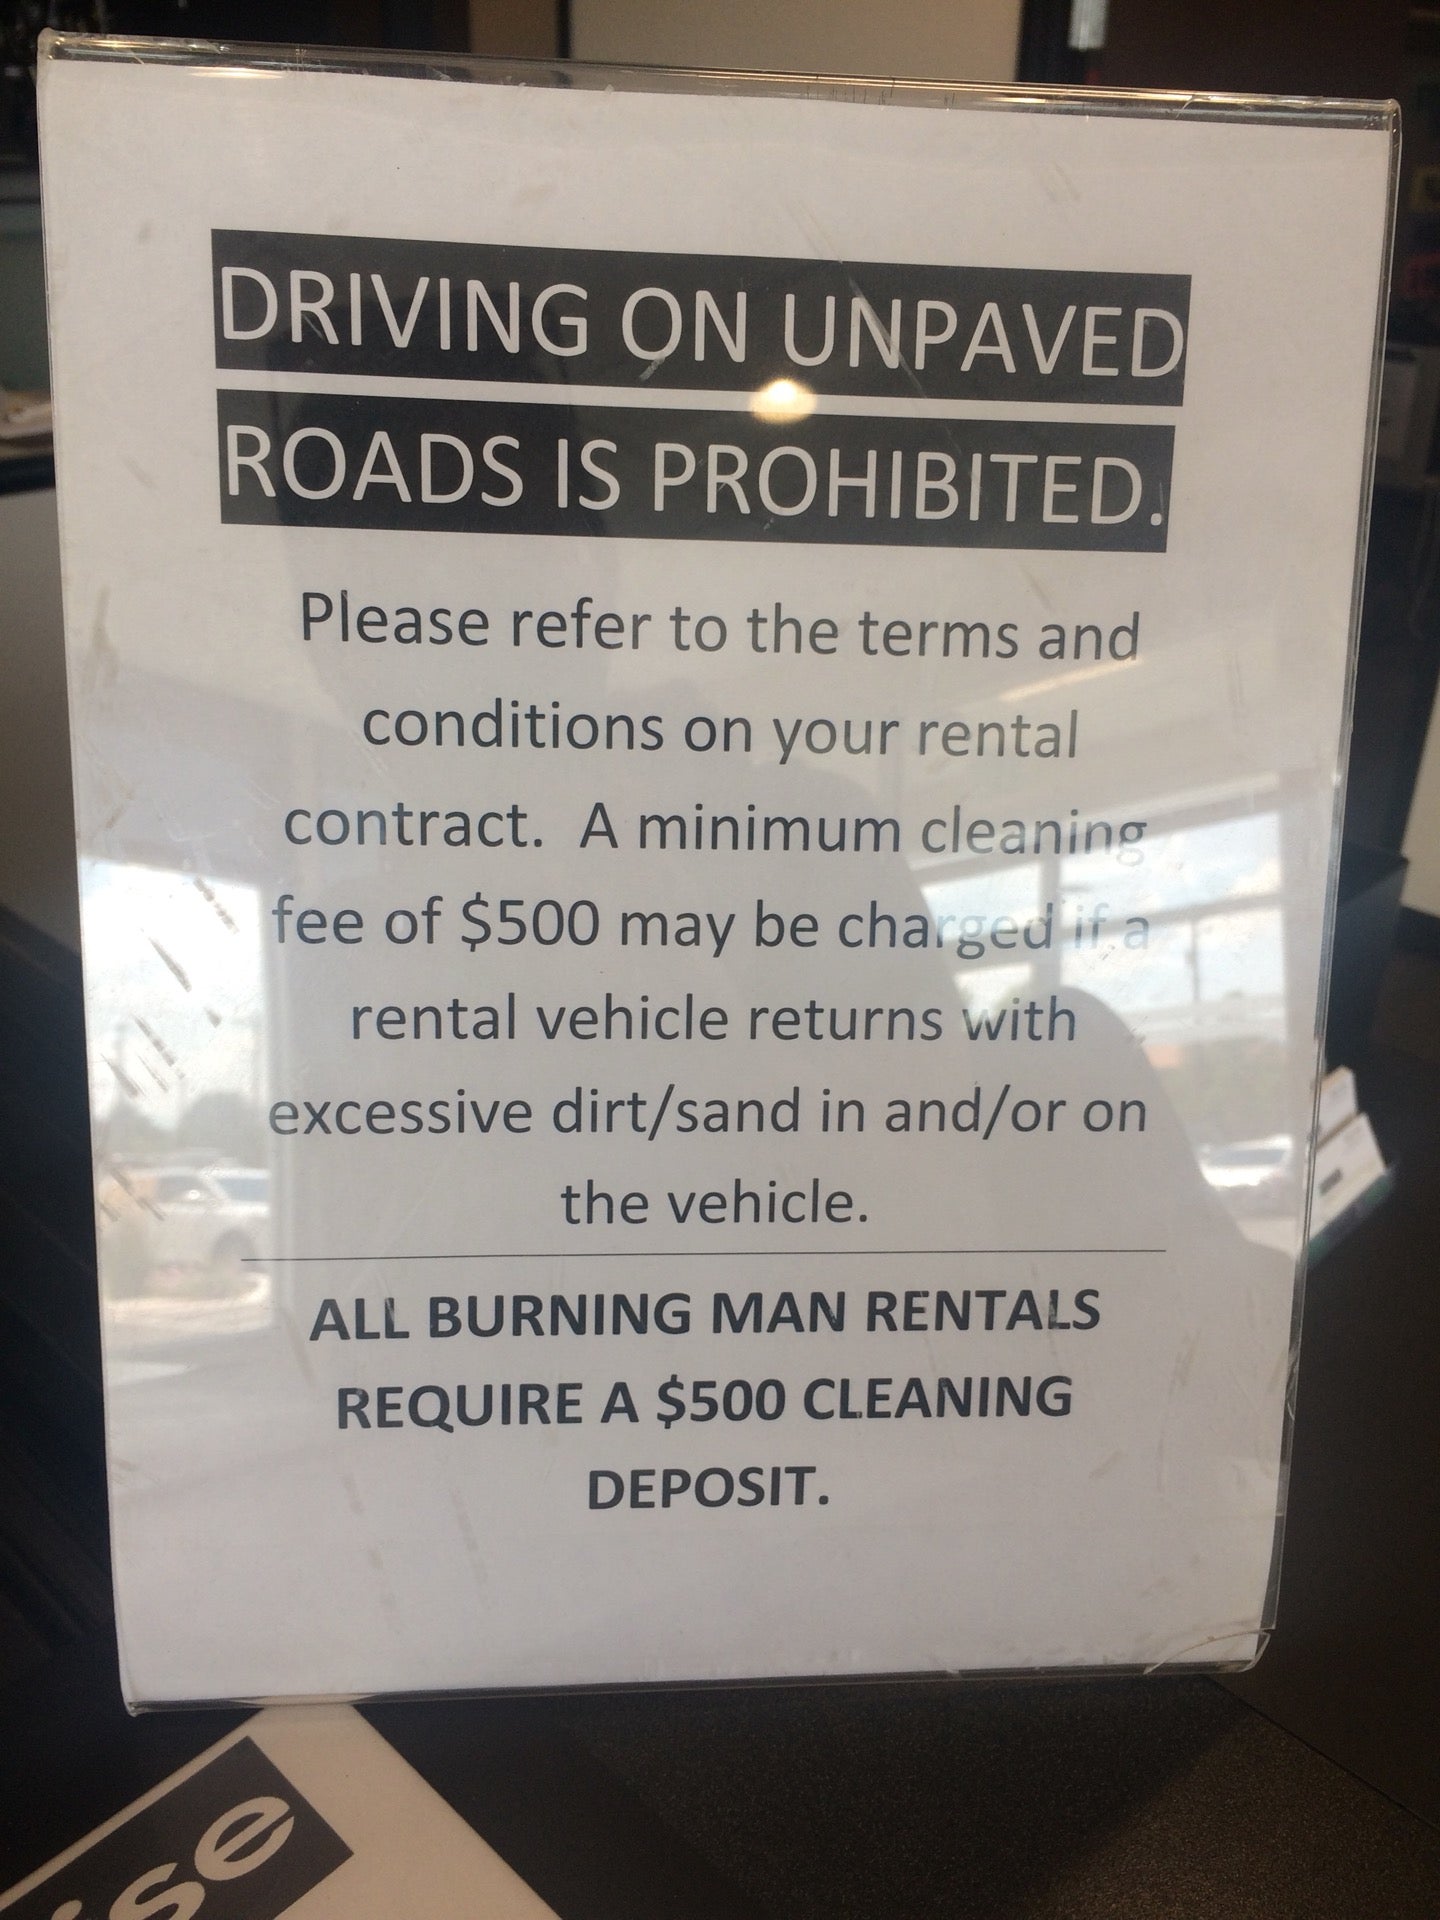 DRIVING ON UNPAVED
ROADS IS PROHIBITED.
Please refer to the terms and
conditions on your rental
contract. A minimum cleaning
fee of $500 may be charged if a
rental vehicle returns with
excessive dirt/sand in and/or on
the vehicle.
ALL BURNING MAN RENTALS
REQUIRE A $500 CLEANING
DEPOSIT.
ise